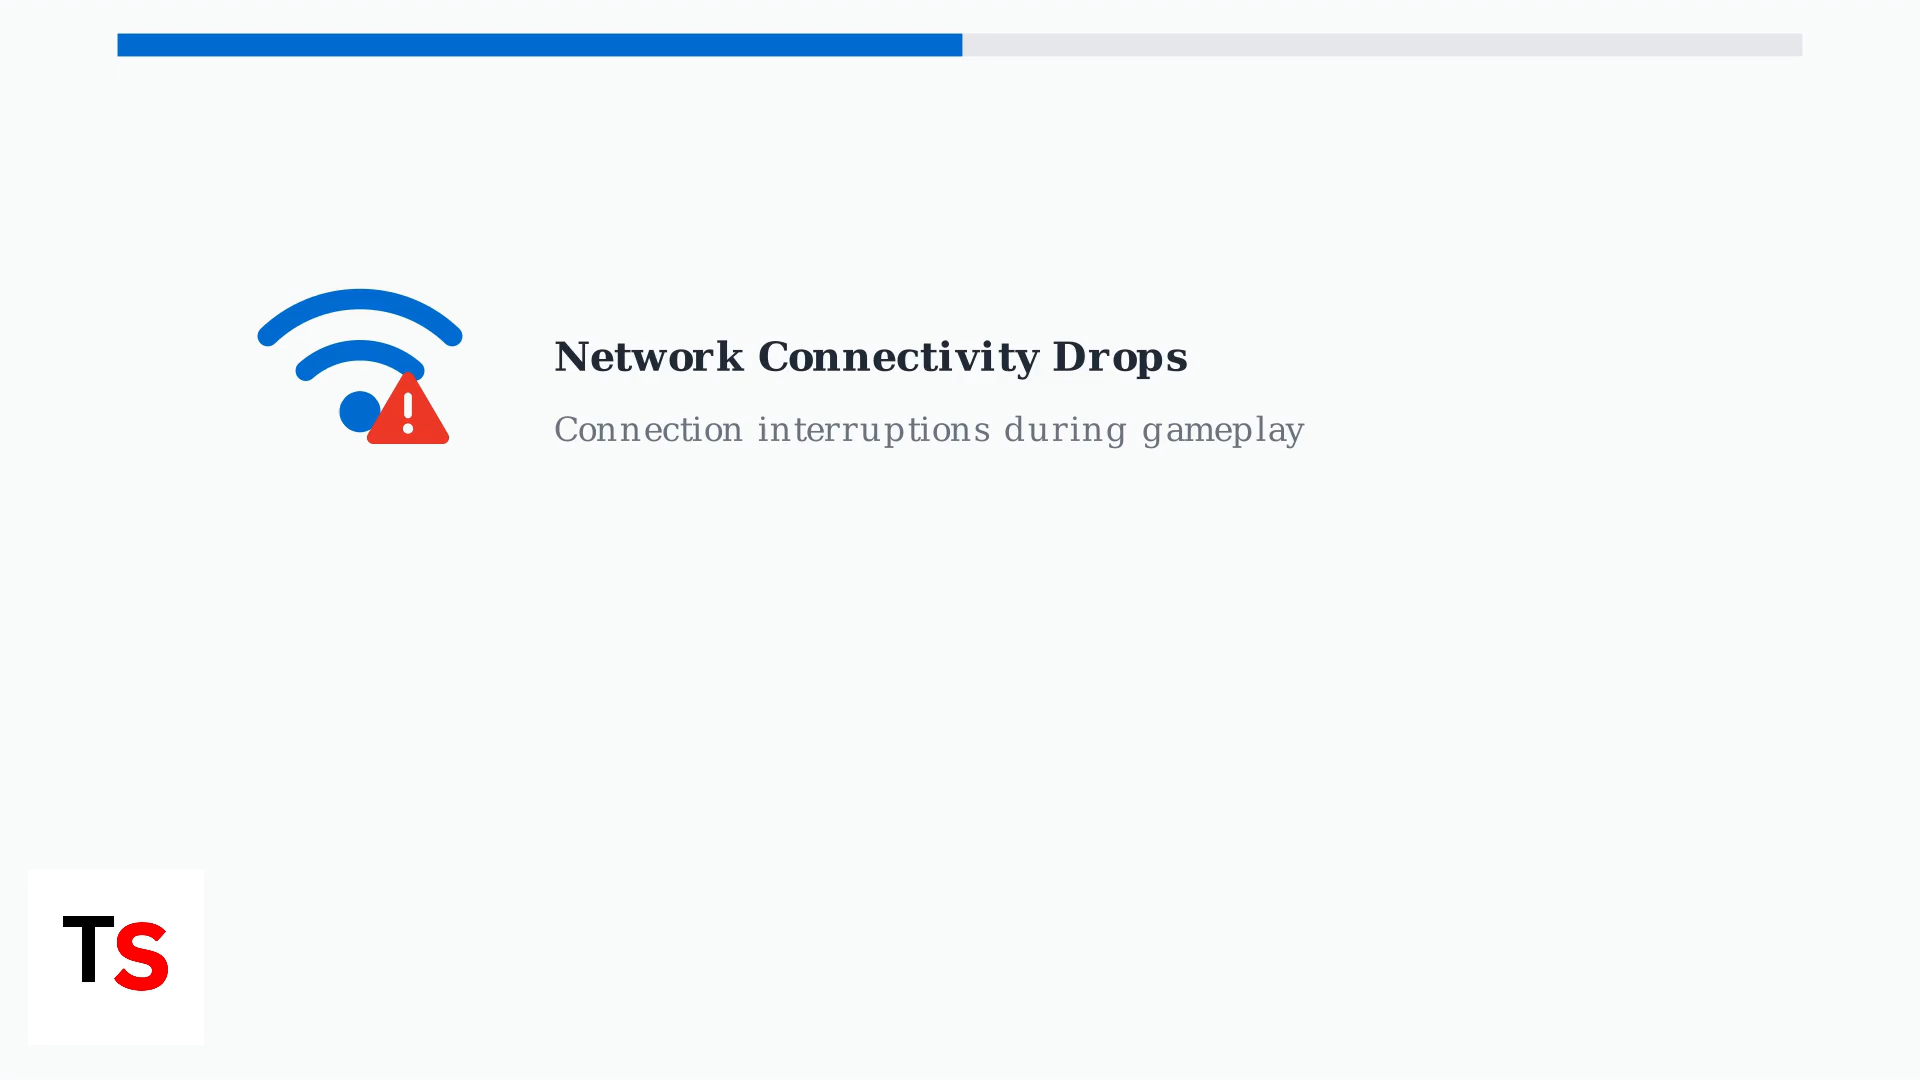 Network Connectivity Drops
Connection interruptions during gameplay
TS